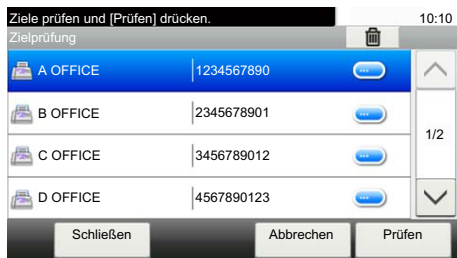 Ziele prüfen und [Prüfen] drücken. 10:10
Zielprüfung
A OFFICE 1234567890
B OFFICE 2345678901
1/2
C OFFICE 3456789012
D OFFICE 4567890123
Schließen Abbrechen Prüfen